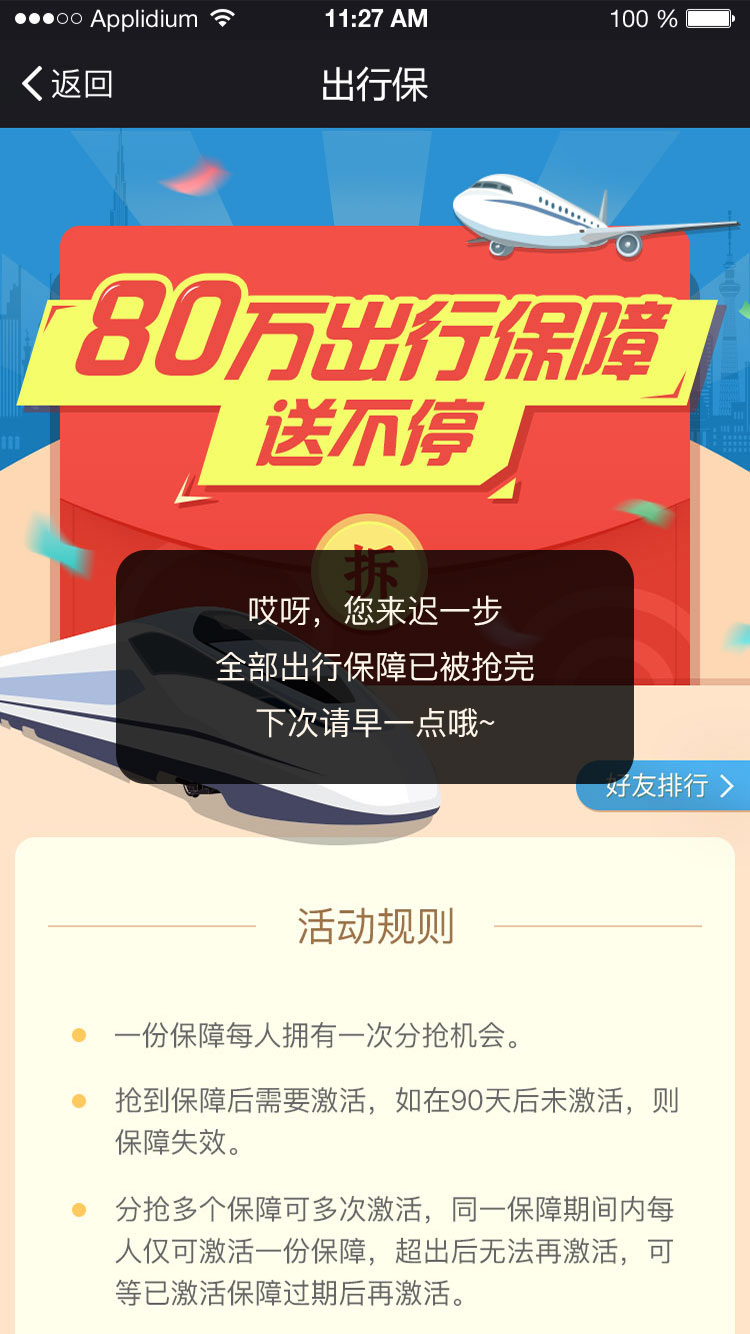 Applidium 11:27 AM 100 %
返回 出行保
80万出行保障
送不停
拆
哎呀，您来迟一步
全部出行保障已被抢完
下次请早一点哦~
好友排行
活动规则
一份保障每人拥有一次分抢机会。
抢到保障后需要激活，如在90天后未激活，则
保障失效。
分抢多个保障可多次激活，同一保障期间内每
人仅可激活一份保障，超出后无法再激活，可
等已激活保障过期后再激活。